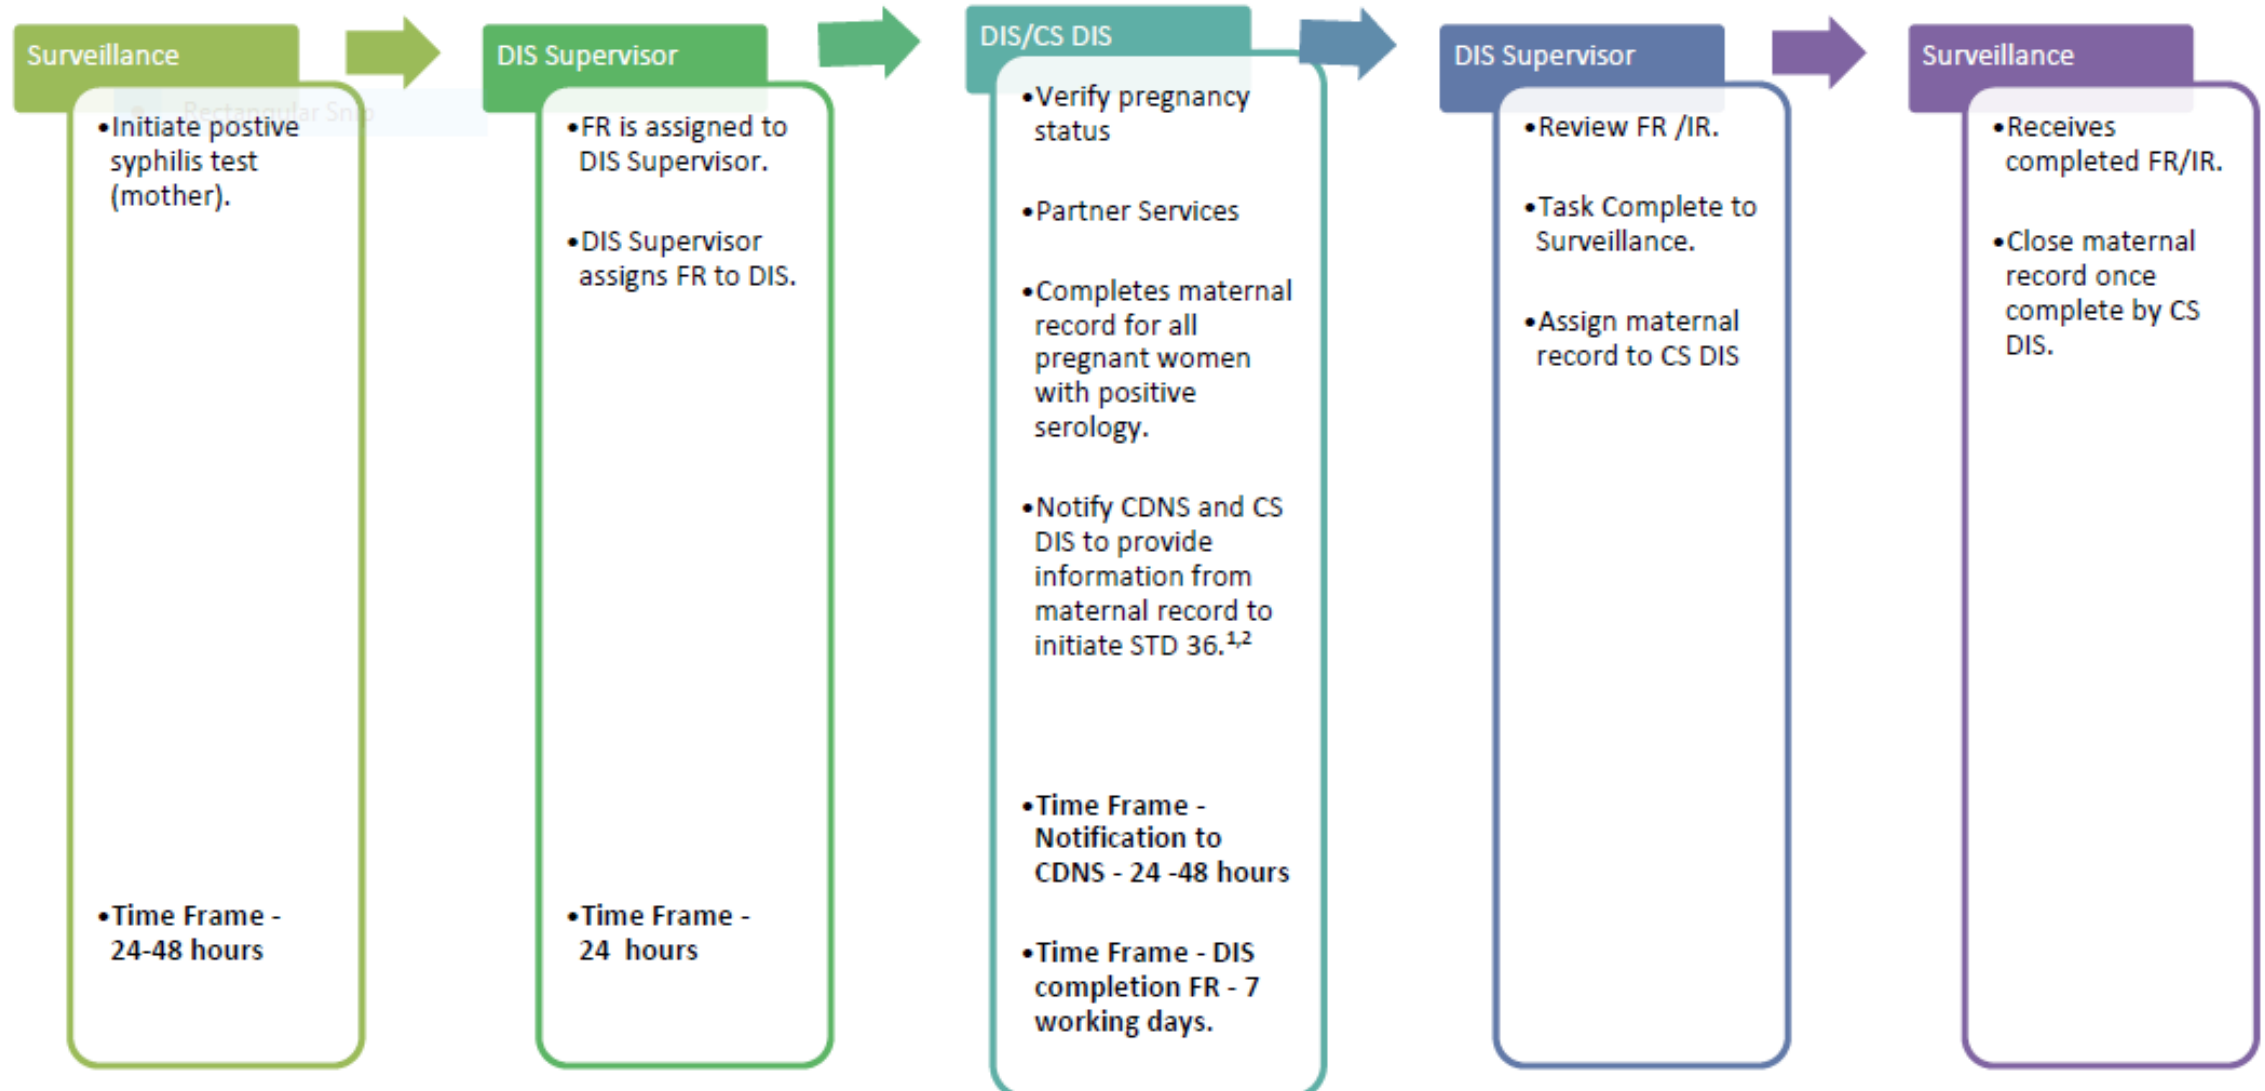 Surveillance
Rectangular Snip
•Initiate postive
syphilis test
(mother).
•Time Frame -
24-48 hours
DIS Supervisor
•FR is assigned to
DIS Supervisor.
•DIS Supervisor
assigns FR to DIS.
•Time Frame -
24 hours
DIS/CS DIS
•Verify pregnancy
status
•Partner Services
•Completes maternal
record for all
pregnant women
with positive
serology.
•Notify CDNS and CS
DIS to provide
information from
maternal record to
initiate STD 36.¹,²
•Time Frame -
Notification to
CDNS - 24 -48 hours
•Time Frame - DIS
completion FR - 7
working days.
DIS Supervisor
•Review FR /IR.
•Task Complete to
Surveillance.
•Assign maternal
record to CS DIS
Surveillance
•Receives
completed FR/IR.
•Close maternal
record once
complete by CS
DIS.